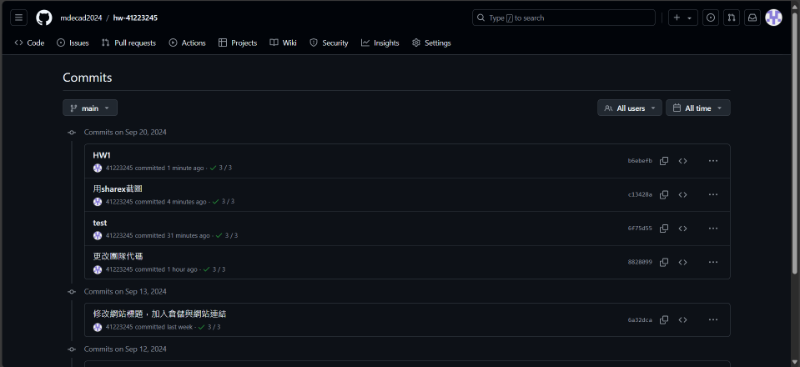 mdecad2024 / hw-41223245
Type / to search
Code Issues Pull requests Actions Projects Wiki Security Insights Settings
Commits
main All users All time
Commits on Sep 20, 2024
HW1
b6ebefb
41223245 committed 1 minute ago · 3 / 3
用sharex截圖
c13428a
41223245 committed 4 minutes ago · 3 / 3
test
6f75d55
41223245 committed 31 minutes ago · 3 / 3
更改團隊代碼
8828099
41223245 committed 1 hour ago · 3 / 3
Commits on Sep 13, 2024
修改網站標題，加入倉儲與網站連結
6a32dca
41223245 committed last week · 3 / 3
Commits on Sep 12, 2024